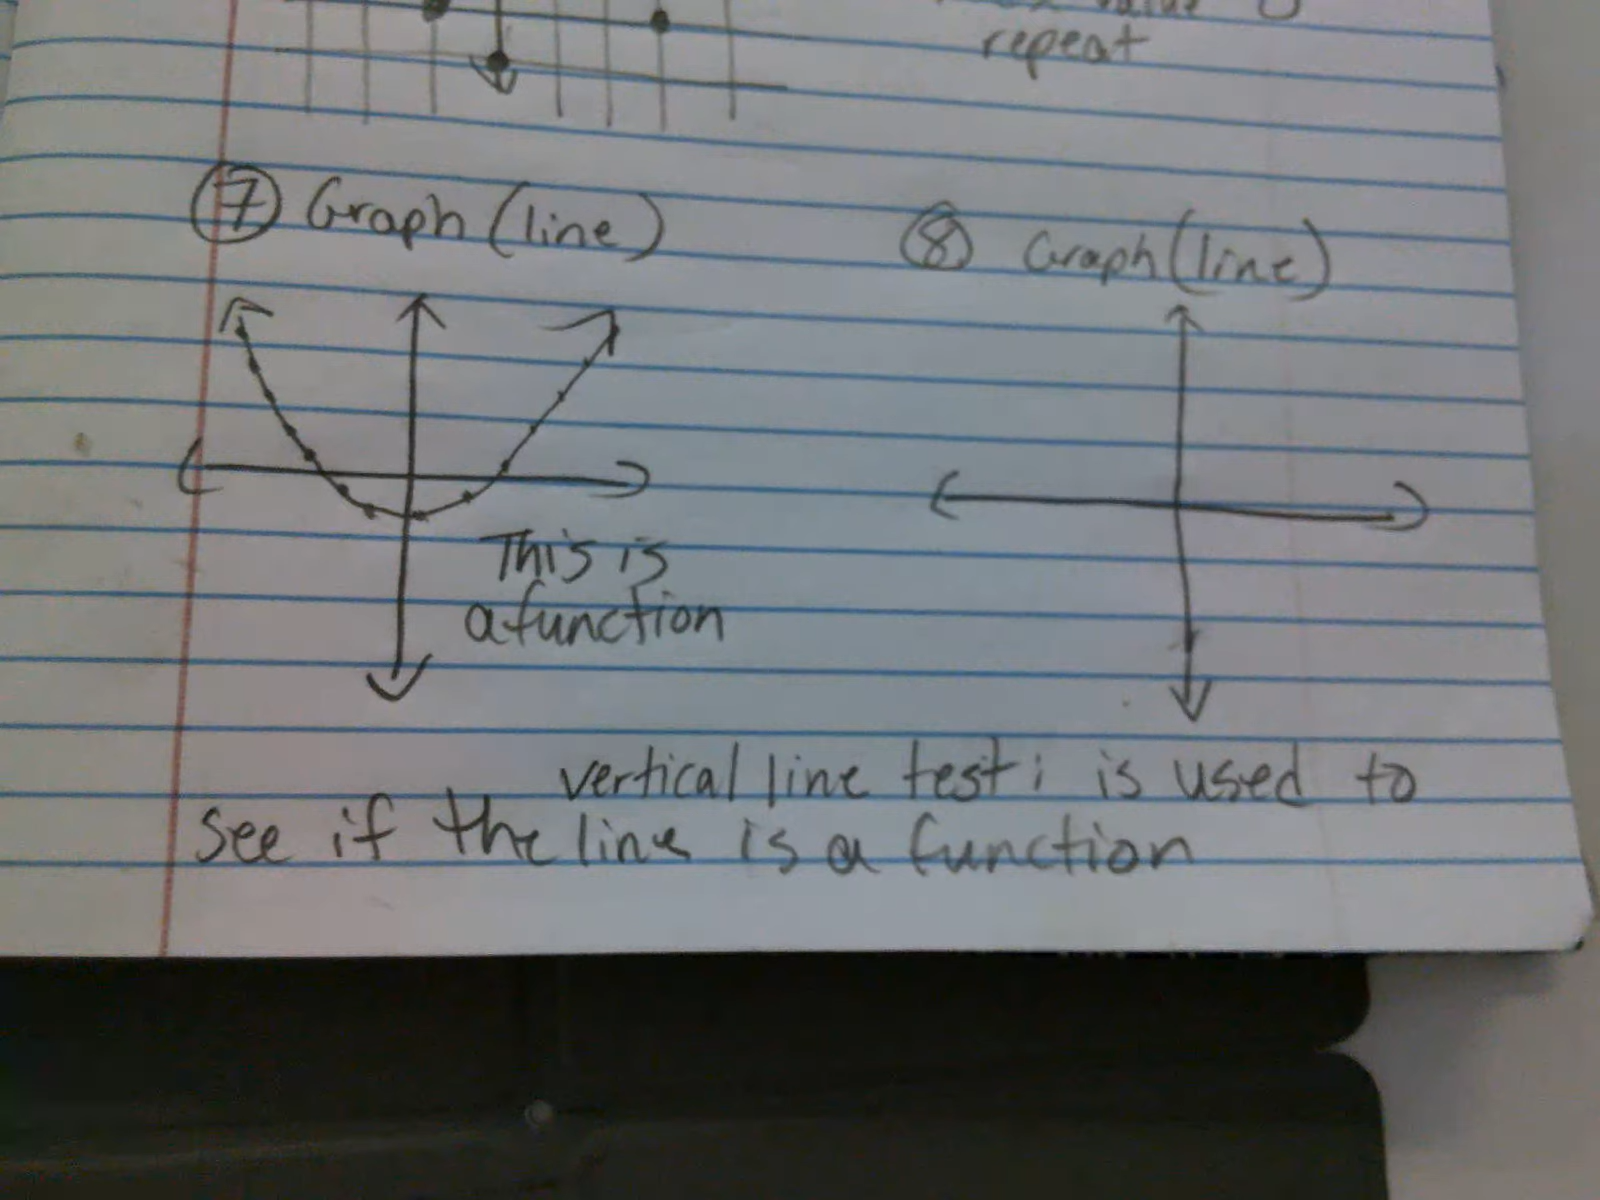 value
repeat
7 Graph (line)
8 Graph (line)
This is
a function
vertical line test: is used to
see if the line is a function